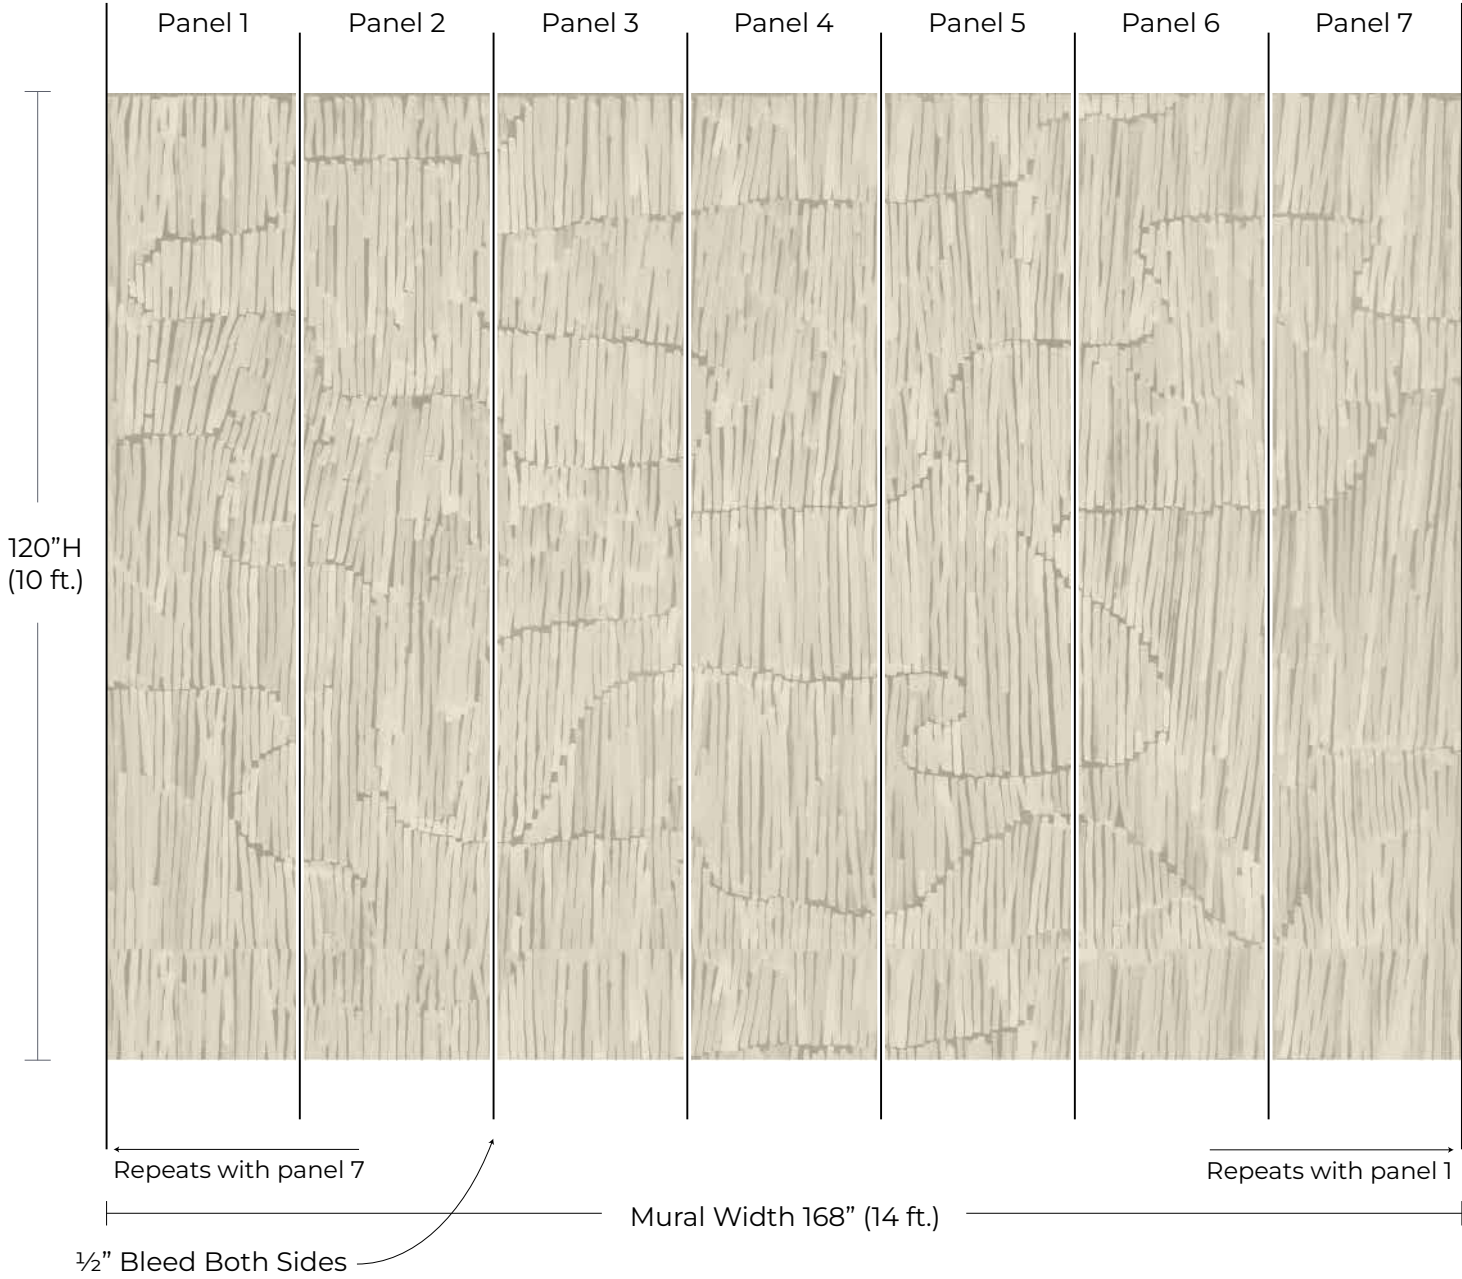 Panel 1
Panel 2
Panel 3
Panel 4
Panel 5
Panel 6
Panel 7
120”H
(10 ft.)
Repeats with panel 7
Repeats with panel 1
Mural Width 168” (14 ft.)
½” Bleed Both Sides